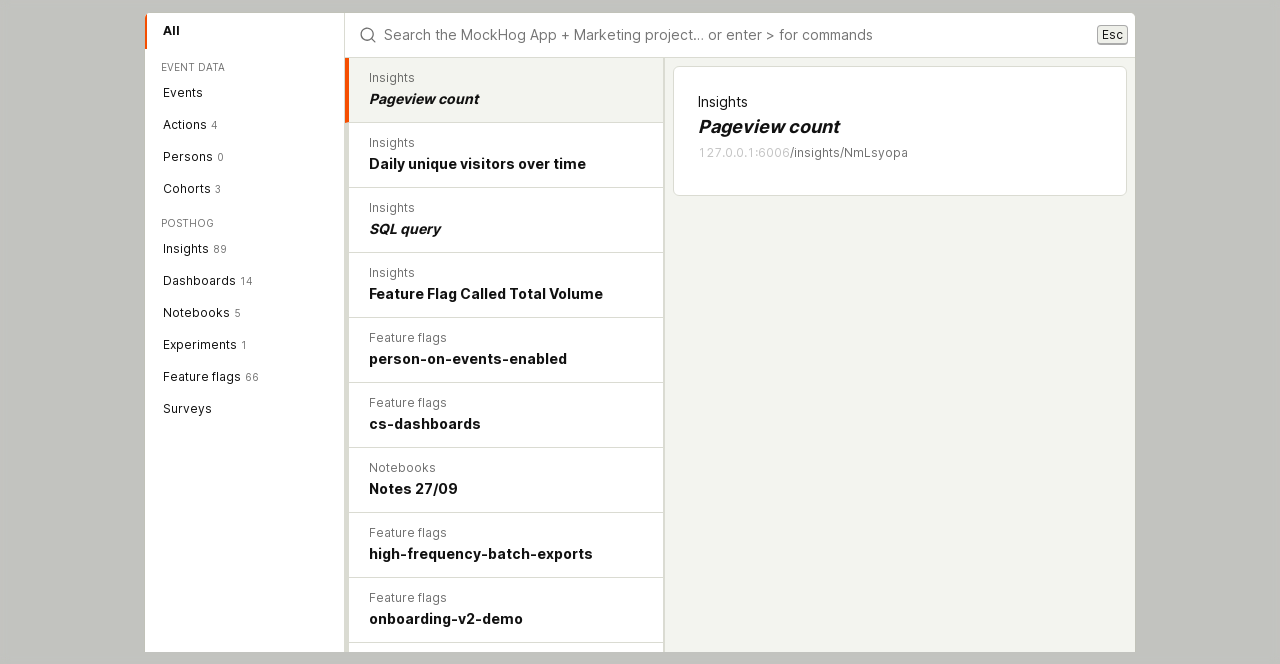 All
EVENT DATA
Events
Actions 4
Persons 0
Cohorts 3
POSTHOG
Insights 89
Dashboards 14
Notebooks 5
Experiments 1
Feature flags 66
Surveys
Search the MockHog App + Marketing project… or enter > for commands
Esc
Insights
Pageview count
Insights
Daily unique visitors over time
Insights
SQL query
Insights
Feature Flag Called Total Volume
Feature flags
person-on-events-enabled
Feature flags
cs-dashboards
Notebooks
Notes 27/09
Feature flags
high-frequency-batch-exports
Feature flags
onboarding-v2-demo
Insights
Pageview count
127.0.0.1:6006/insights/NmLsyopa